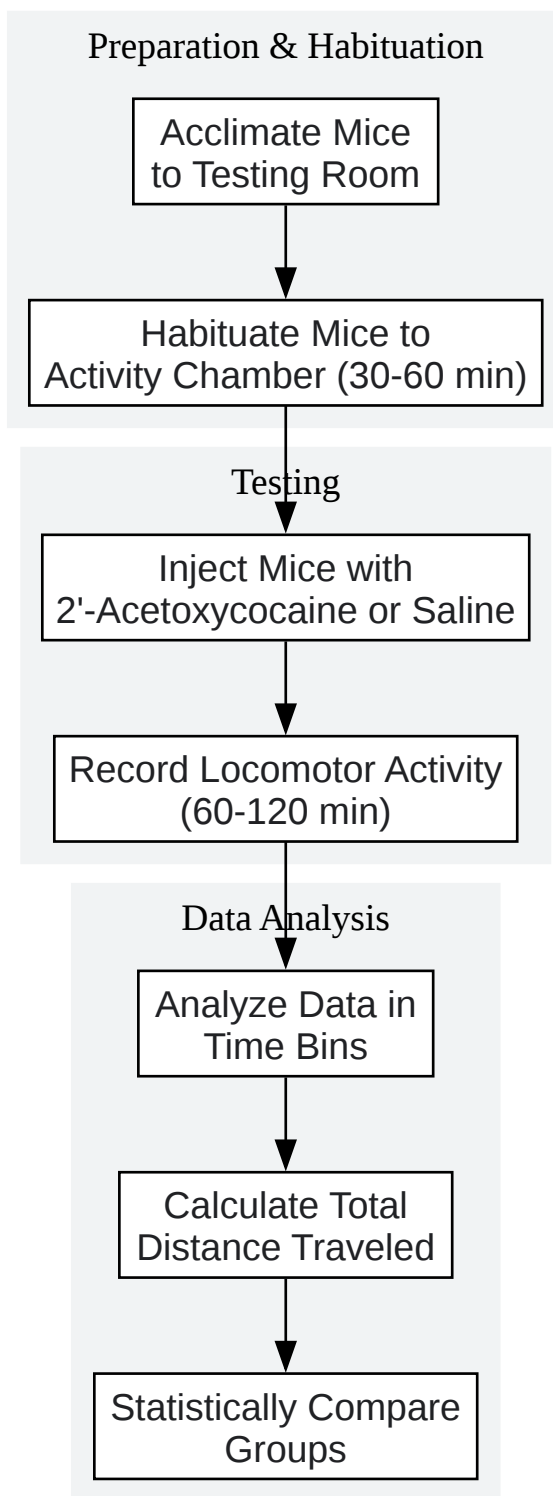 Preparation & Habituation
Acclimate Mice
to Testing Room
Habituate Mice to
Activity Chamber (30-60 min)
Testing
Inject Mice with
2'-Acetoxycocaine or Saline
Record Locomotor Activity
(60-120 min)
Data Analysis
Analyze Data in
Time Bins
Calculate Total
Distance Traveled
Statistically Compare
Groups